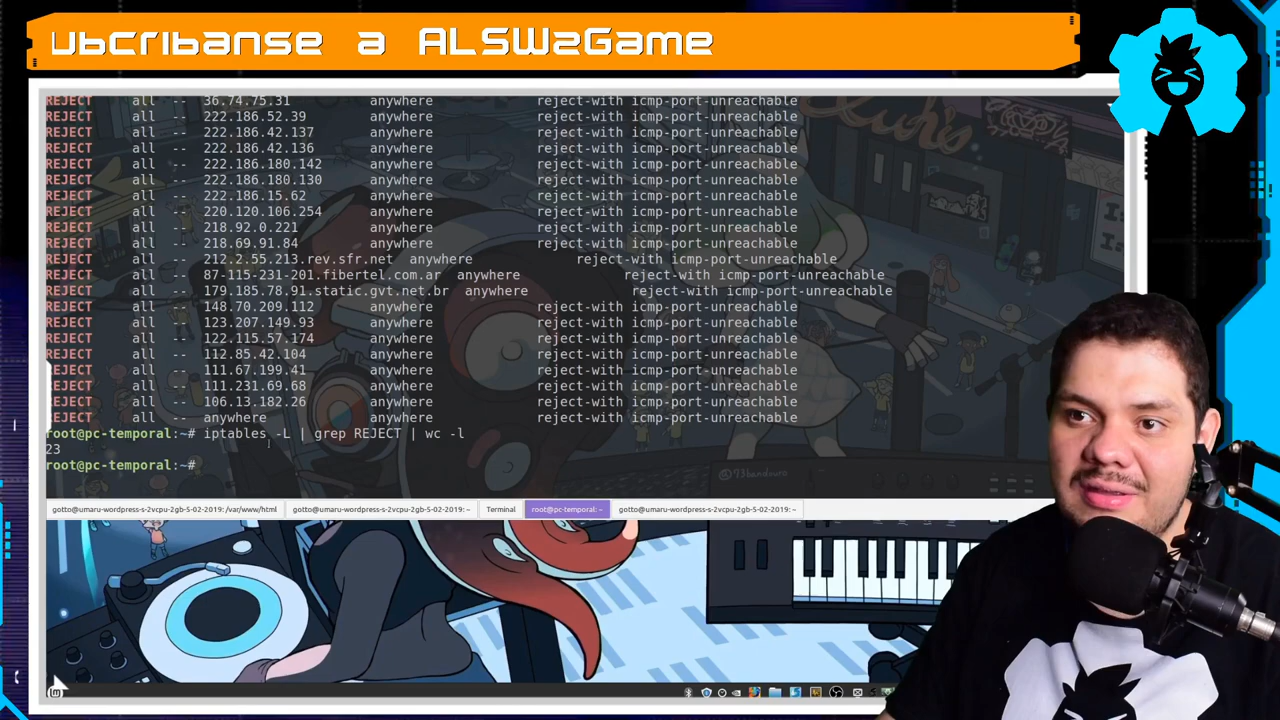 ubcribanse a ALSW2Game
REJECT all -- 36.74.75.31 anywhere reject-with icmp-port-unreachable
REJECT all -- 222.186.52.39 anywhere reject-with icmp-port-unreachable
REJECT all -- 222.186.42.137 anywhere reject-with icmp-port-unreachable
REJECT all -- 222.186.42.136 anywhere reject-with icmp-port-unreachable
REJECT all -- 222.186.180.142 anywhere reject-with icmp-port-unreachable
REJECT all -- 222.186.180.130 anywhere reject-with icmp-port-unreachable
REJECT all -- 222.186.15.62 anywhere reject-with icmp-port-unreachable
REJECT all -- 220.120.106.254 anywhere reject-with icmp-port-unreachable
REJECT all -- 218.92.0.221 anywhere reject-with icmp-port-unreachable
REJECT all -- 218.69.91.84 anywhere reject-with icmp-port-unreachable
REJECT all -- 212.2.55.213.rev.sfr.net anywhere reject-with icmp-port-unreachable
REJECT all -- 87-115-231-201.fibertel.com.ar anywhere reject-with icmp-port-unreachable
REJECT all -- 179.185.78.91.static.gvt.net.br anywhere reject-with icmp-port-unreachable
REJECT all -- 148.70.209.112 anywhere reject-with icmp-port-unreachable
REJECT all -- 123.207.149.93 anywhere reject-with icmp-port-unreachable
REJECT all -- 122.115.57.174 anywhere reject-with icmp-port-unreachable
REJECT all -- 112.85.42.104 anywhere reject-with icmp-port-unreachable
REJECT all -- 111.67.199.41 anywhere reject-with icmp-port-unreachable
REJECT all -- 111.231.69.68 anywhere reject-with icmp-port-unreachable
REJECT all -- 106.13.182.26 anywhere reject-with icmp-port-unreachable
REJECT all -- anywhere anywhere reject-with icmp-port-unreachable
root@pc-temporal:~# iptables -L | grep REJECT | wc -l
23
root@pc-temporal:~#
@93bandoura
gotto@umaru-wordpress-s-2vcpu-2gb-5-02-2019: /var/www/html gotto@umaru-wordpress-s-2vcpu-2gb-5-02-2019: ~ Terminal root@pc-temporal: ~ gotto@umaru-wordpress-s-2vcpu-2gb-5-02-2019: ~